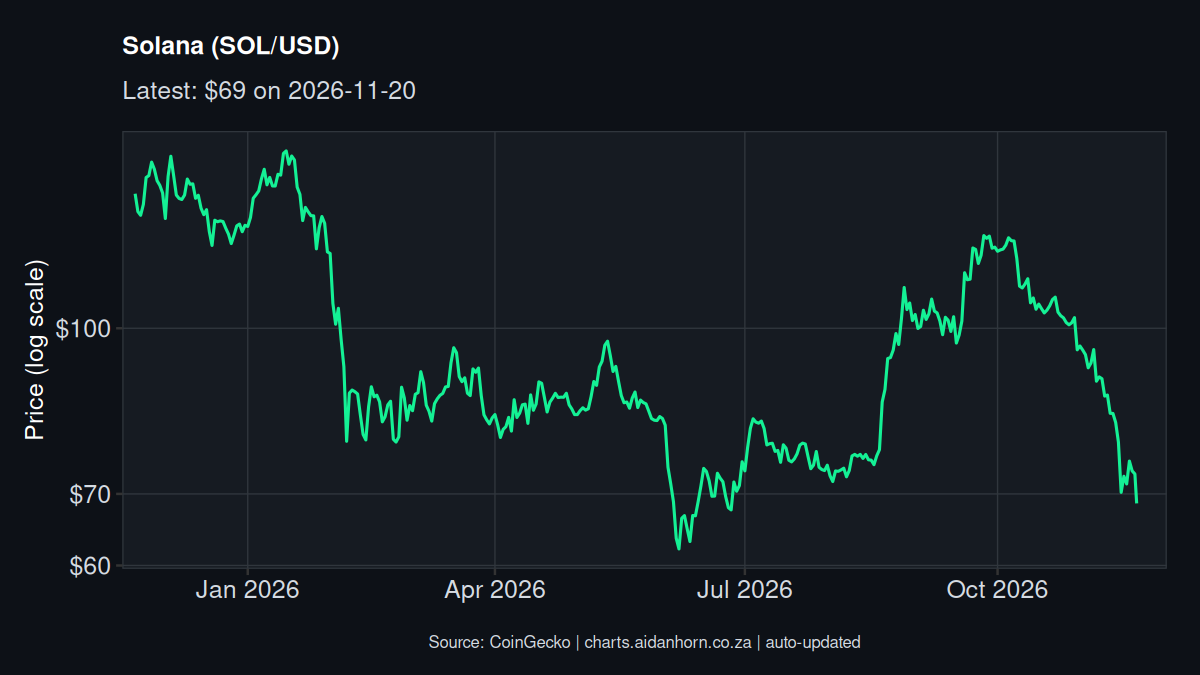 Solana (SOL/USD)
Latest: $69 on 2026-11-20
Price (log scale)
$100
$70
$60
Jan 2026
Apr 2026
Jul 2026
Oct 2026
Source: CoinGecko | charts.aidanhorn.co.za | auto-updated